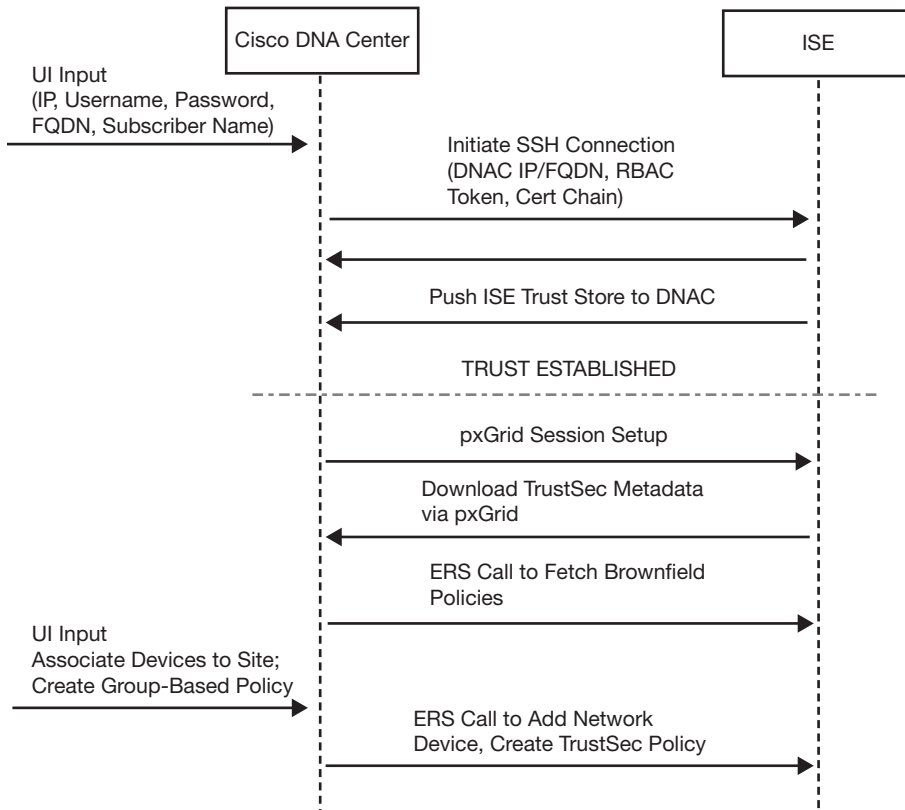 Cisco DNA Center
ISE
UI Input
(IP, Username, Password,
FQDN, Subscriber Name)
Initiate SSH Connection
(DNAC IP/FQDN, RBAC
Token, Cert Chain)
Push ISE Trust Store to DNAC
TRUST ESTABLISHED
pxGrid Session Setup
Download TrustSec Metadata
via pxGrid
ERS Call to Fetch Brownfield
Policies
UI Input
Associate Devices to Site;
Create Group-Based Policy
ERS Call to Add Network
Device, Create TrustSec Policy